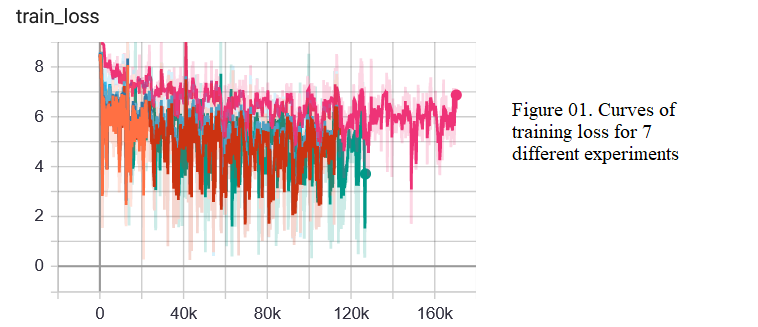 train_loss
8
6
4
2
0
0 40k 80k 120k 160k
Figure 01. Curves of
training loss for 7
different experiments